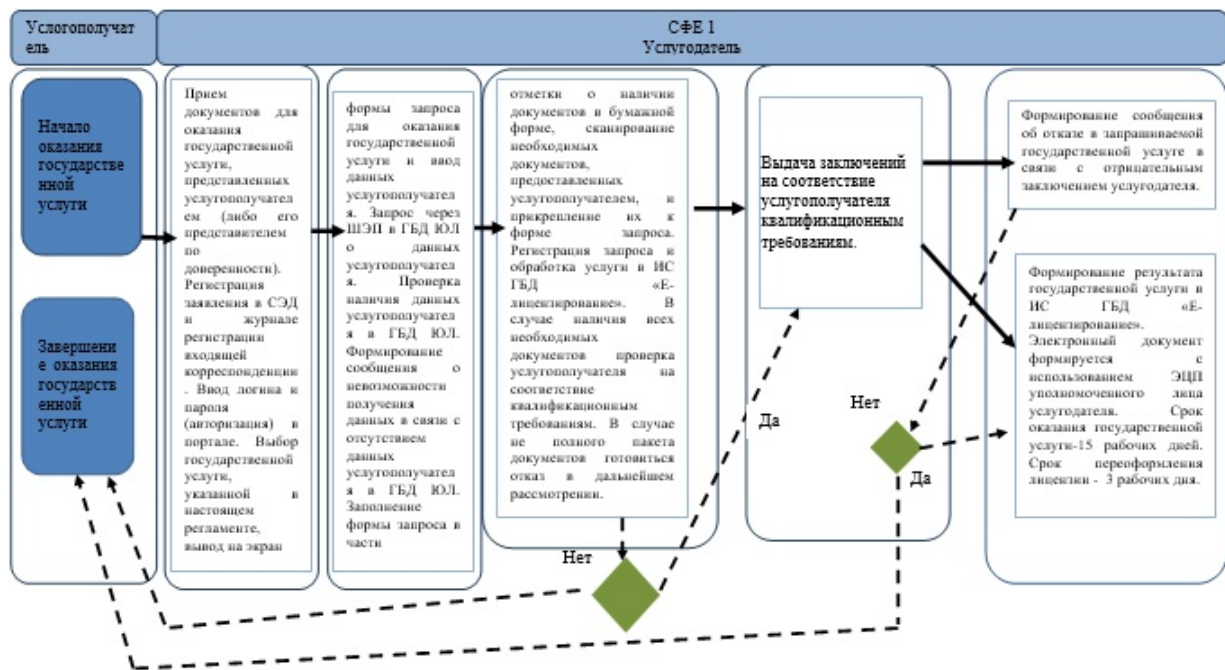 Услогополучат
ель
СФЕ 1
Услугодатель
Начало
оказания
государстве
нной
услуги
Завершени
е оказания
государств
енной
услуги
Прием
документов для
оказания
государственной
услуги,
представленных
услугополучател
ем (либо его
представителем
по
доверенности).
Регистрация
заявления в СЭД
и журнале
регистрации
входящей
корреспонденции
. Ввод логина и
пароля
(авторизация) в
портале. Выбор
государственной
услуги,
указанной в
настоящем
регламенте,
вывод на экран
формы запроса
для оказания
государственной
услуги и ввод
данных
услугополучател
я. Запрос через
ШЭП в ГБД ЮЛ
о данных
услугополучател
я. Проверка
наличия данных
услугополучател
я в ГБД ЮЛ.
Формирование
сообщения о
невозможности
получения
данных в связи с
отсутствием
данных
услугополучател
я в ГБД ЮЛ.
Заполнение
формы запроса в
части
отметки о наличии
документов в бумажной
форме, сканирование
необходимых
документов,
предоставленных
услугополучателем, и
прикрепление их к
форме запроса.
Регистрация запроса и
обработка услуги в ИС
ГБД «Е-
лицензирование». В
случае наличия всех
необходимых
документов проверка
услугополучателя на
соответствие
квалификационным
требованиям. В случае
не полного пакета
документов готовиться
отказ в дальнейшем
рассмотрении.
Выдача заключений
на соответствие
услугополучателя
квалификационным
требованиям.
Формирование сообщения
об отказе в запрашиваемой
государственной услуге в
связи с отрицательным
заключением услугодателя.
Формирование результата
государственной услуги в
ИС ГБД «Е-
лицензирование».
Электронный документ
формируется с
использованием ЭЦП
уполномоченного лица
услугодателя. Срок
оказания государственной
услуги-15 рабочих дней.
Срок переоформления
лицензии - 3 рабочих дня.
Нет
Да
Нет
Да